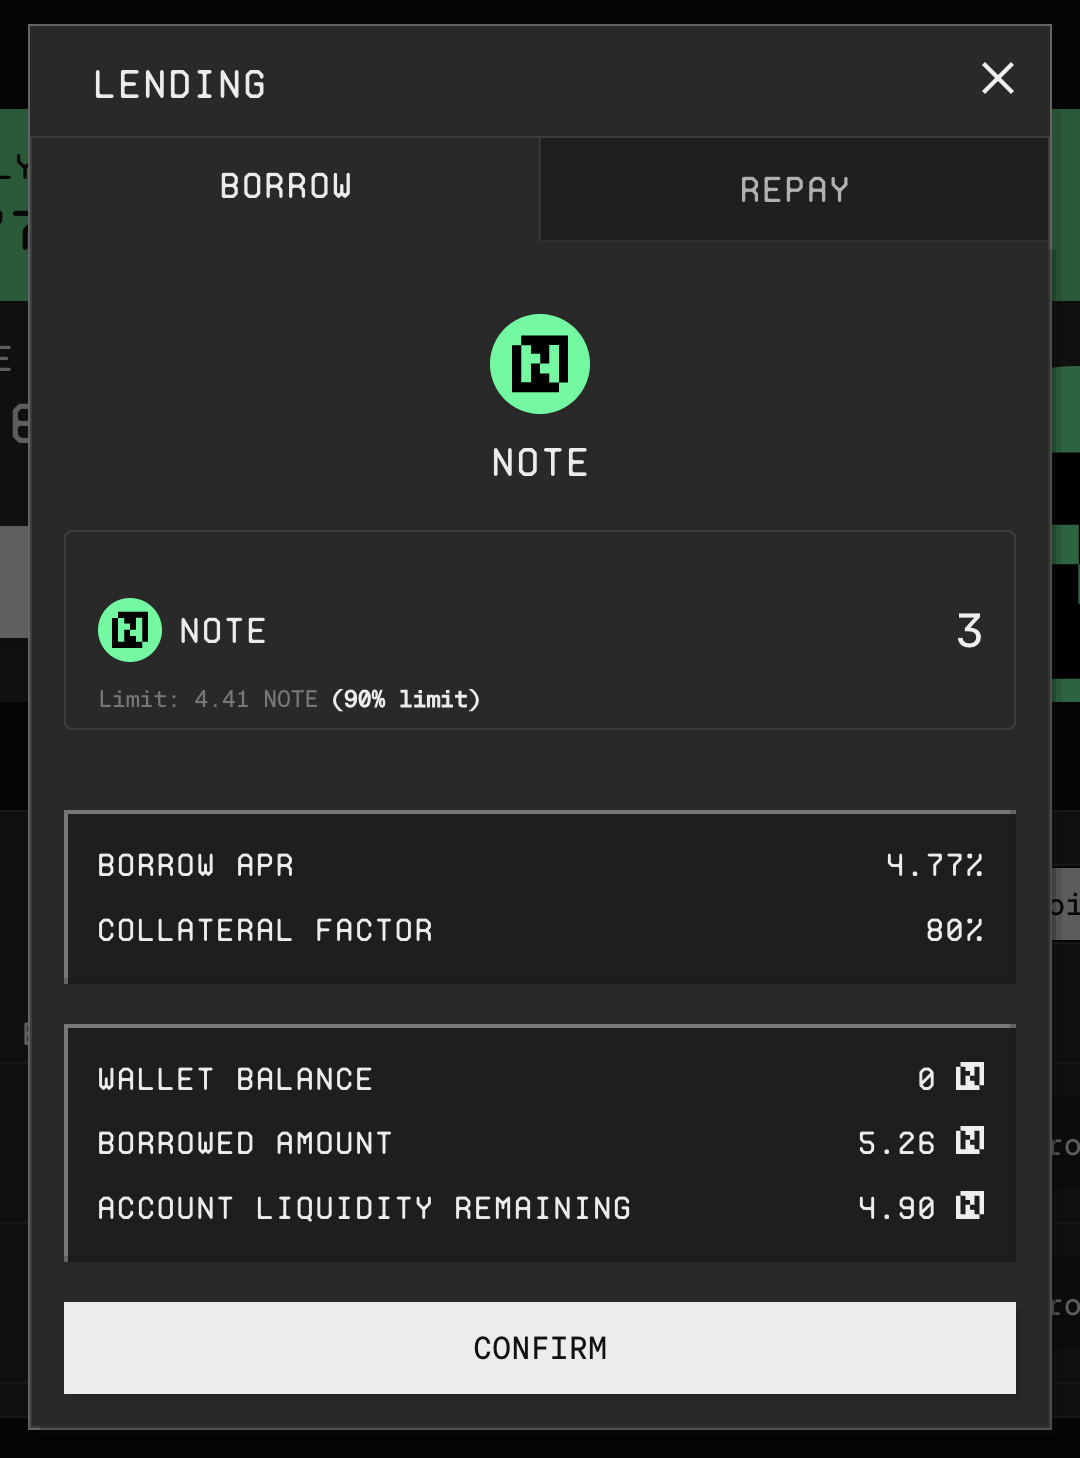 LENDING
BORROW
REPAY
NOTE
NOTE
3
Limit: 4.41 NOTE (90% limit)
BORROW APR 4.77%
COLLATERAL FACTOR 80%
WALLET BALANCE 0
BORROWED AMOUNT 5.26
ACCOUNT LIQUIDITY REMAINING 4.90
CONFIRM